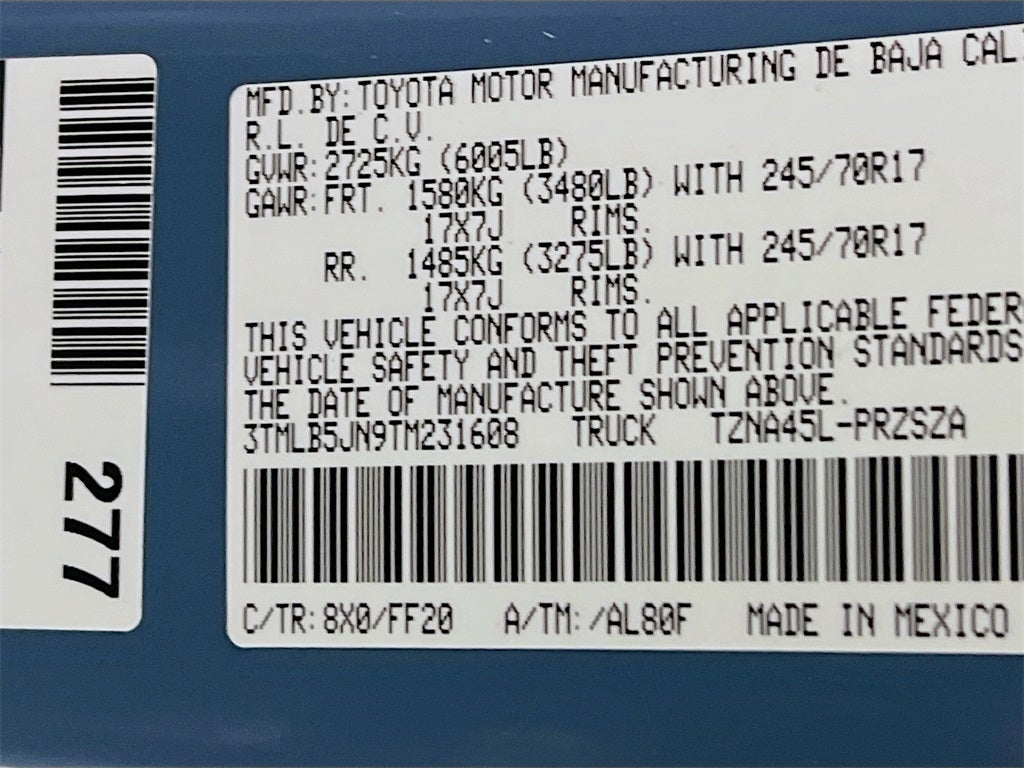 277
MFD.BY:TOYOTA MOTOR MANUFACTURING DE BAJA CAL
R.L. DE C.V.
GVWR:2725KG (6005LB)
GAWR:FRT. 1580KG (3480LB) WITH 245/70R17
17X7J RIMS.
RR. 1485KG (3275LB) WITH 245/70R17
17X7J RIMS.
THIS VEHICLE CONFORMS TO ALL APPLICABLE FEDER
VEHICLE SAFETY AND THEFT PREVENTION STANDARDS
THE DATE OF MANUFACTURE SHOWN ABOVE.
3TMLB5JN9TM231608 TRUCK TZNA45L-PRZSZA
C/TR:8X0/FF20 A/TM:/AL80F MADE IN MEXICO